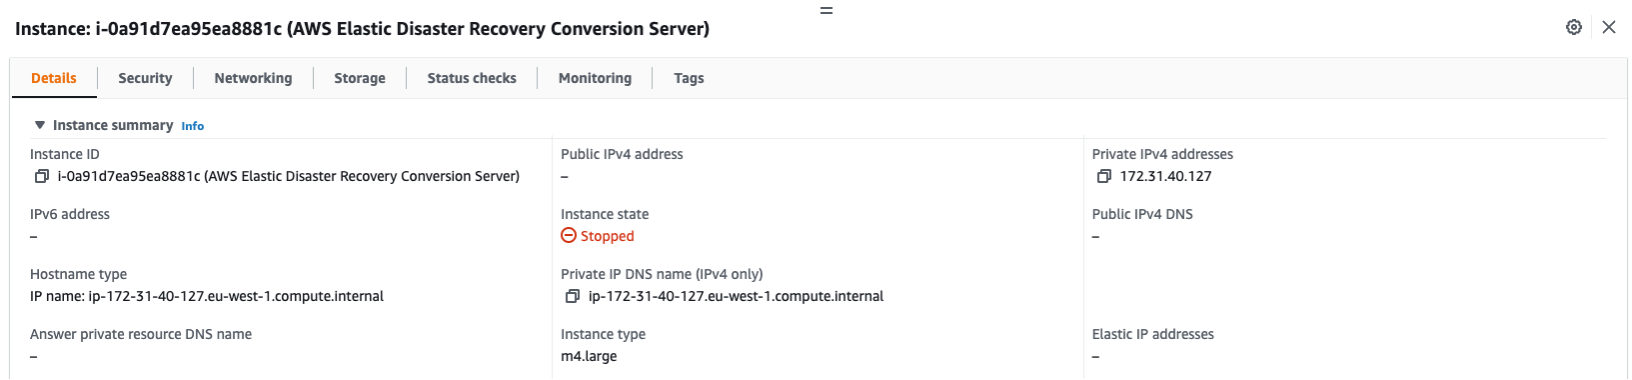 Instance: i-0a91d7ea95ea8881c (AWS Elastic Disaster Recovery Conversion Server)
Details Security Networking Storage Status checks Monitoring Tags
Instance summary Info
Instance ID
i-0a91d7ea95ea8881c (AWS Elastic Disaster Recovery Conversion Server)
Public IPv4 address
–
Private IPv4 addresses
172.31.40.127
IPv6 address
–
Instance state
Stopped
Public IPv4 DNS
–
Hostname type
IP name: ip-172-31-40-127.eu-west-1.compute.internal
Private IP DNS name (IPv4 only)
ip-172-31-40-127.eu-west-1.compute.internal
Answer private resource DNS name
–
Instance type
m4.large
Elastic IP addresses
–